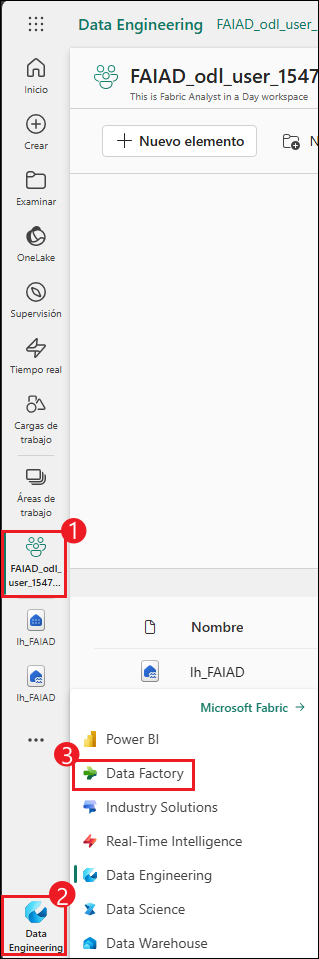 Data Engineering FAIAD_odl_user_
Inicio
FAIAD_odl_user_1547
This is Fabric Analyst in a Day workspace
Crear
Nuevo elemento N
Examinar
OneLake
Supervisión
Tiempo real
Cargas de
trabajo
Áreas de
trabajo
1
FAIAD_odl_
user_1547...
lh_FAIAD
Nombre
lh_FAIAD
lh_FAIAD
Microsoft Fabric →
Power BI
3
Data Factory
Industry Solutions
Real-Time Intelligence
Data Engineering
2
Data Science
Data
Engineering
Data Warehouse